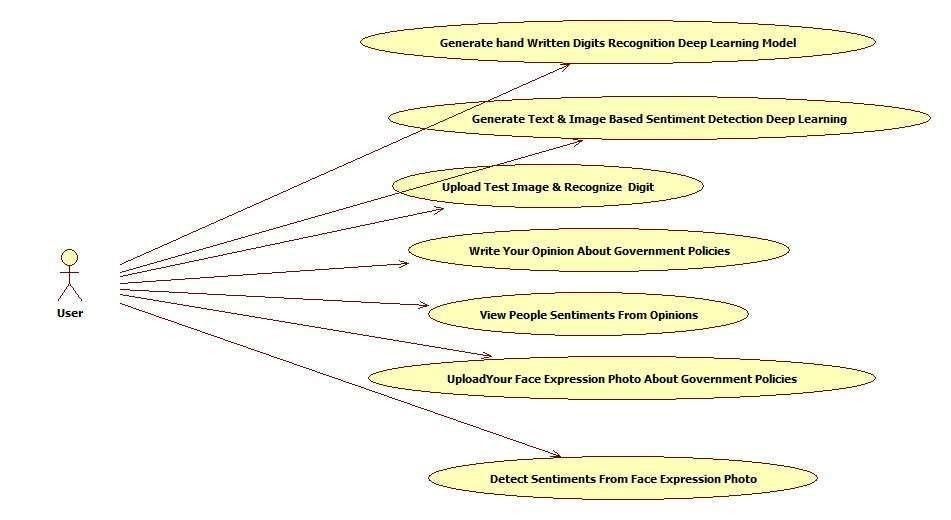 Generate hand Written Digits Recognition Deep Learning Model
Generate Text & Image Based Sentiment Detection Deep Learning
Upload Test Image & Recognize Digit
Write Your Opinion About Government Policies
User
View People Sentiments From Opinions
UploadYour Face Expression Photo About Government Policies
Detect Sentiments From Face Expression Photo